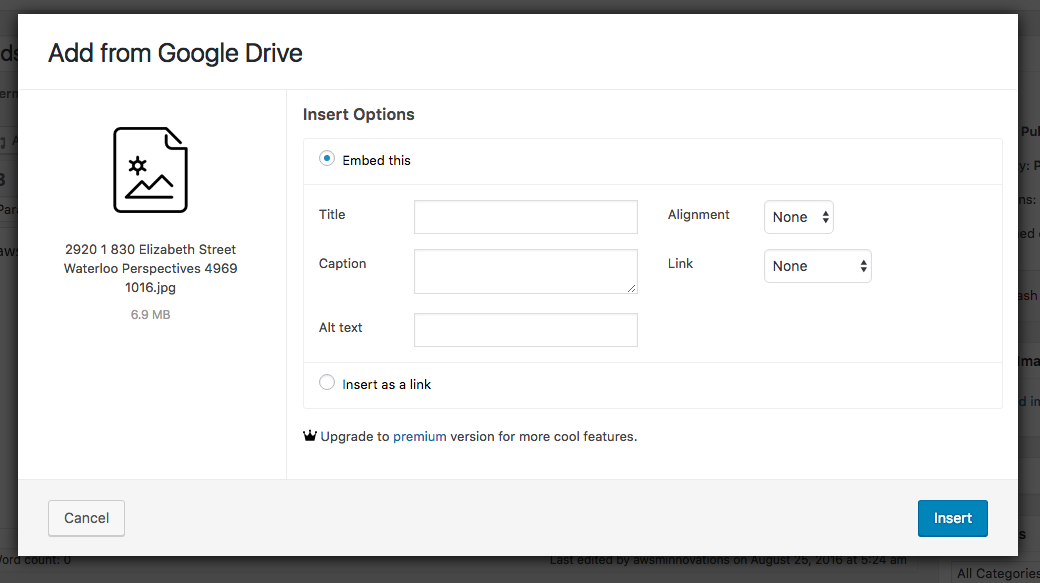 Add from Google Drive
2920 1 830 Elizabeth Street
Waterloo Perspectives 4969
1016.jpg
6.9 MB
Insert Options
Embed this
Title
Alignment
None
Caption
Link
None
Alt text
Insert as a link
Upgrade to premium version for more cool features.
Cancel
Insert
Word count: 0
Last edited by awsminnovations on August 25, 2016 at 5:24 am
All Categories